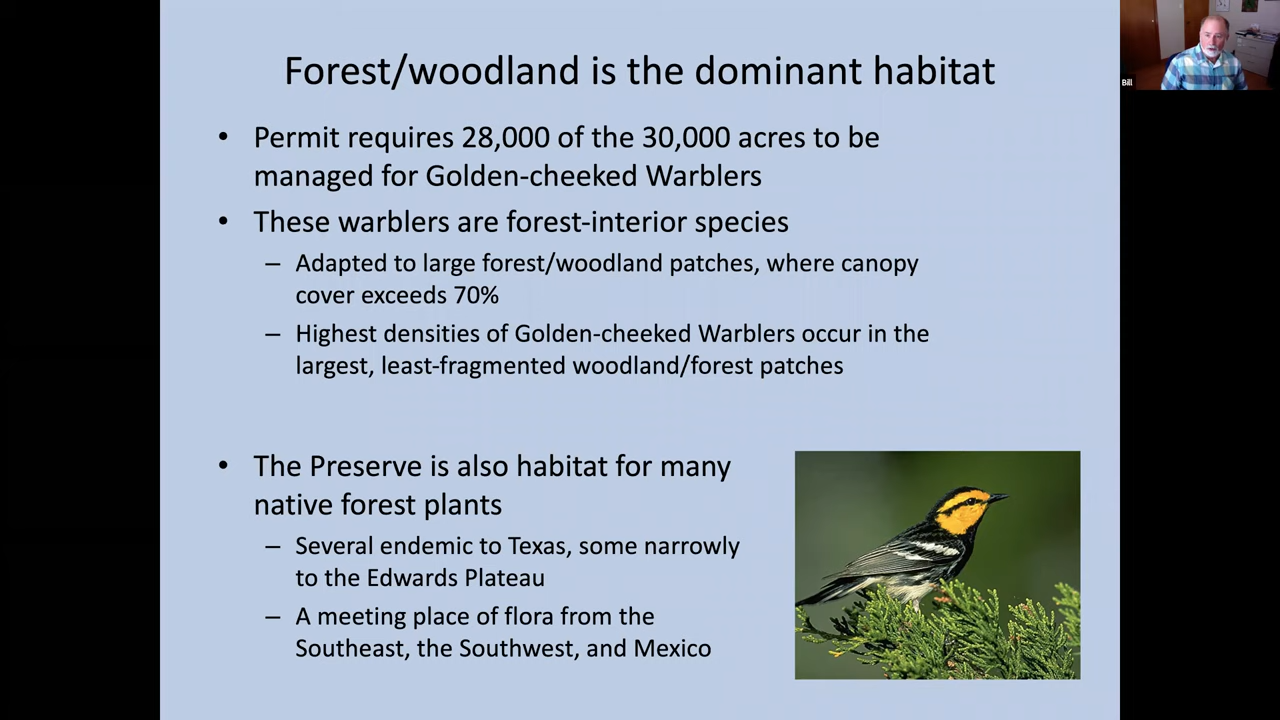 Forest/woodland is the dominant habitat
• Permit requires 28,000 of the 30,000 acres to be
managed for Golden-cheeked Warblers
• These warblers are forest-interior species
– Adapted to large forest/woodland patches, where canopy
cover exceeds 70%
– Highest densities of Golden-cheeked Warblers occur in the
largest, least-fragmented woodland/forest patches
• The Preserve is also habitat for many
native forest plants
– Several endemic to Texas, some narrowly
to the Edwards Plateau
– A meeting place of flora from the
Southeast, the Southwest, and Mexico
Bill